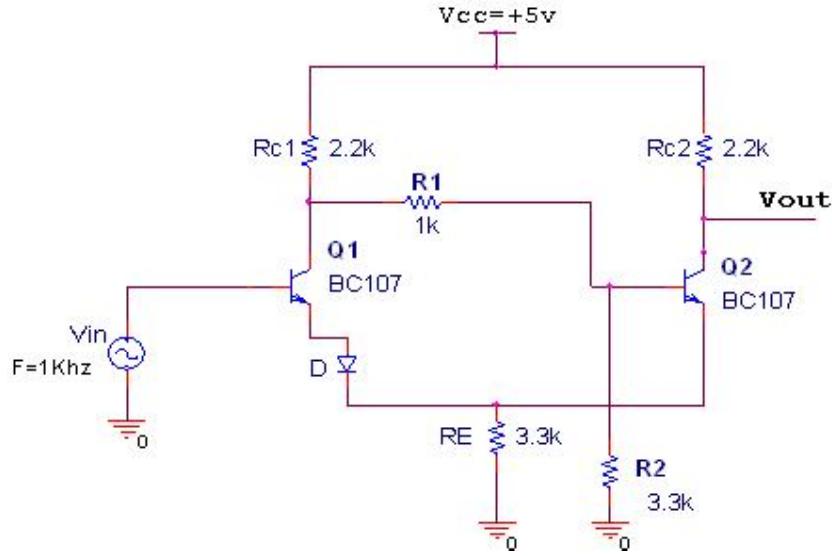 Vcc=+5v
Rc1 2.2k
Rc2 2.2k
R1
1k
Vout
Q1
BC107
Q2
BC107
Vin
F=1Khz
D
0
RE 3.3k
R2
3.3k
0
0